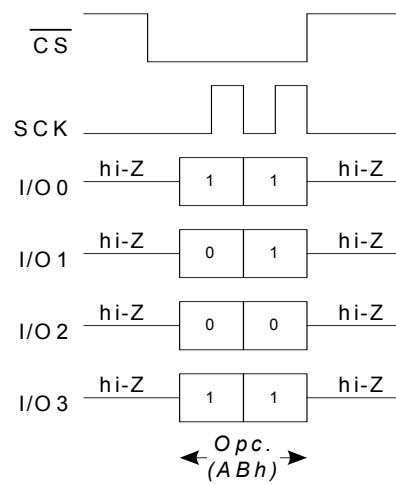 CS
SCK
hi-Z hi-Z
I/O 0 1 1
hi-Z hi-Z
I/O 1 0 1
hi-Z hi-Z
I/O 2 0 0
hi-Z hi-Z
I/O 3 1 1
Opc.
(ABh)